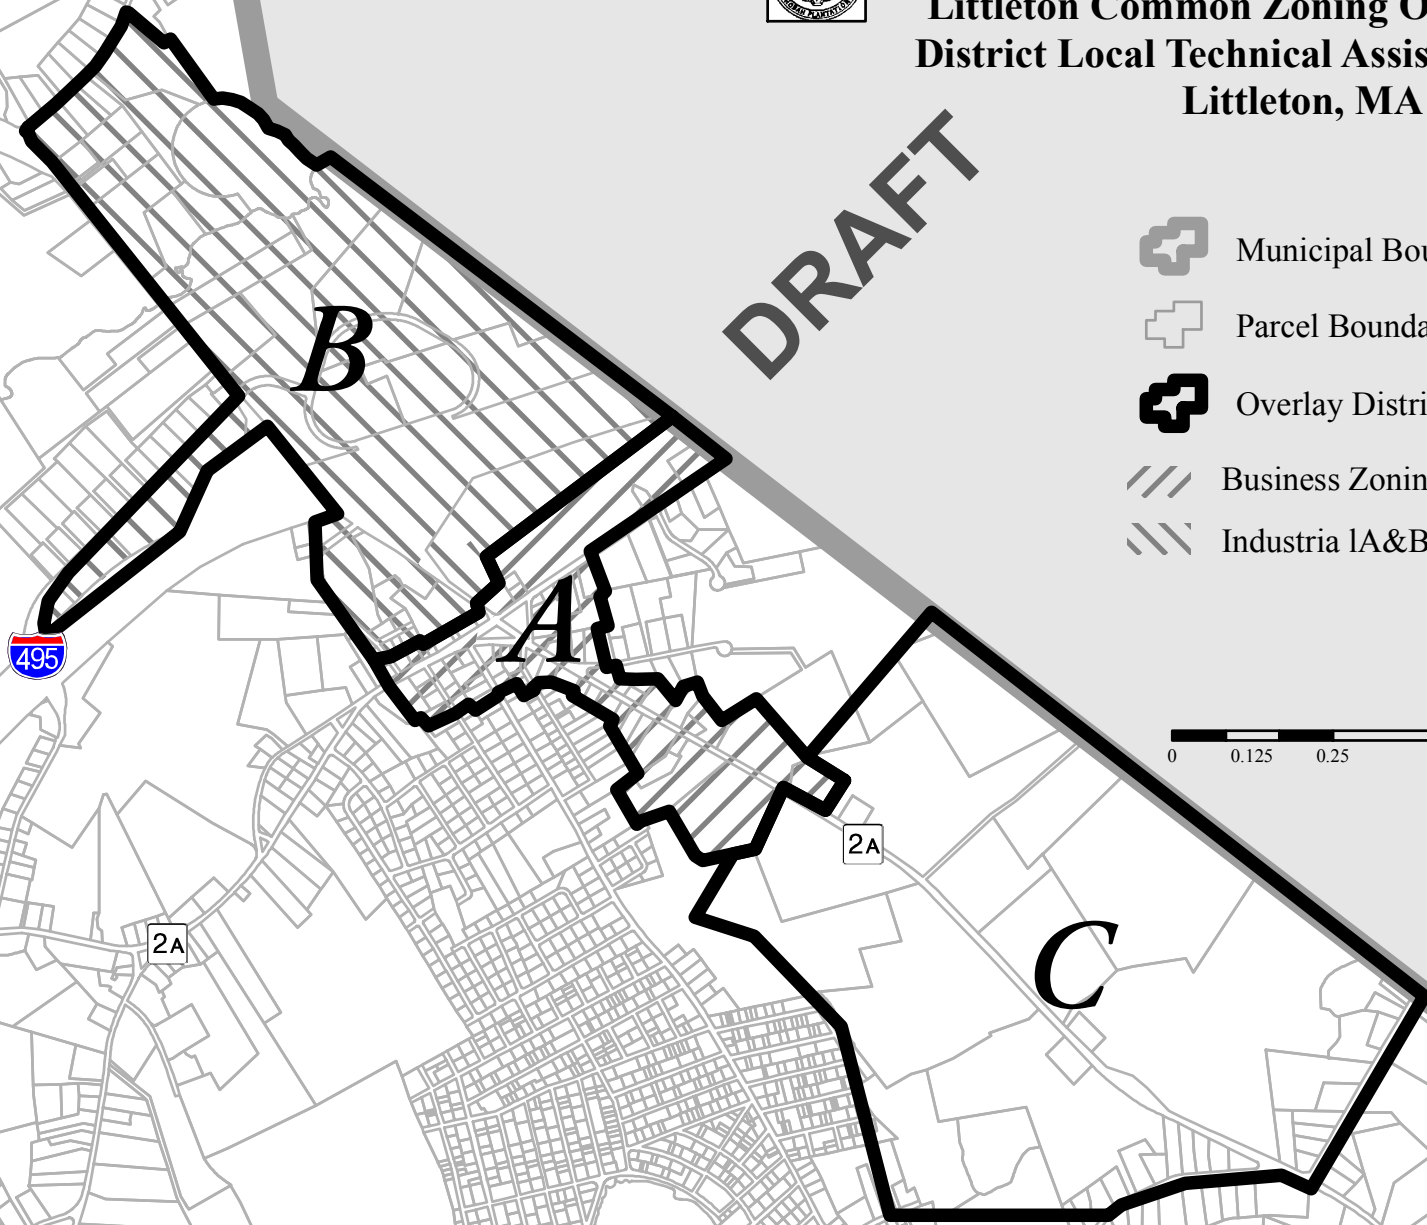 Littleton Common Zoning O
District Local Technical Assis
Littleton, MA
DRAFT
Municipal Bou
Parcel Bounda
Overlay Distri
Business Zonin
Industria lA&B
B
A
C
495
2A
2A
0 0.125 0.25